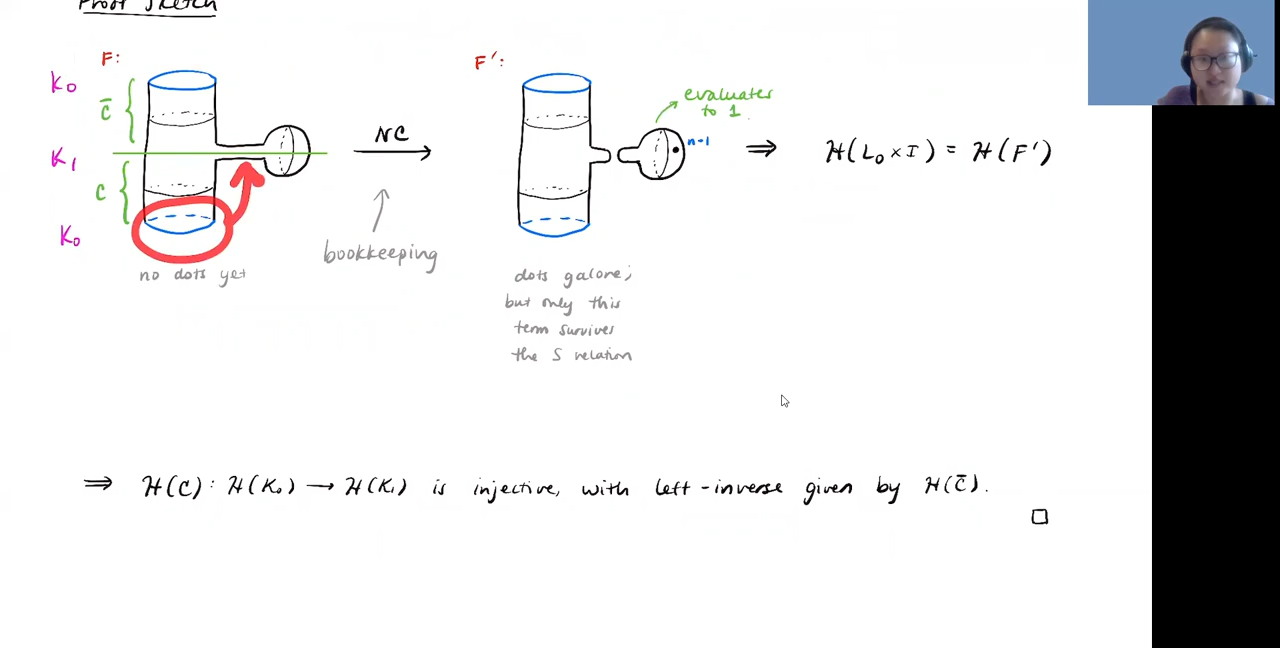 Proof Sketch
F:
K₀
C̄
K₁
C
K₀
no dots yet
NC
bookkeeping
F':
evaluates
to 1
n-1
dots galore;
but only this
term survives
the S relation
⟹ H(L₀ × I) = H(F')
⟹ H(C): H(K₀) → H(K₁) is injective, with left-inverse given by H(C̄).
□